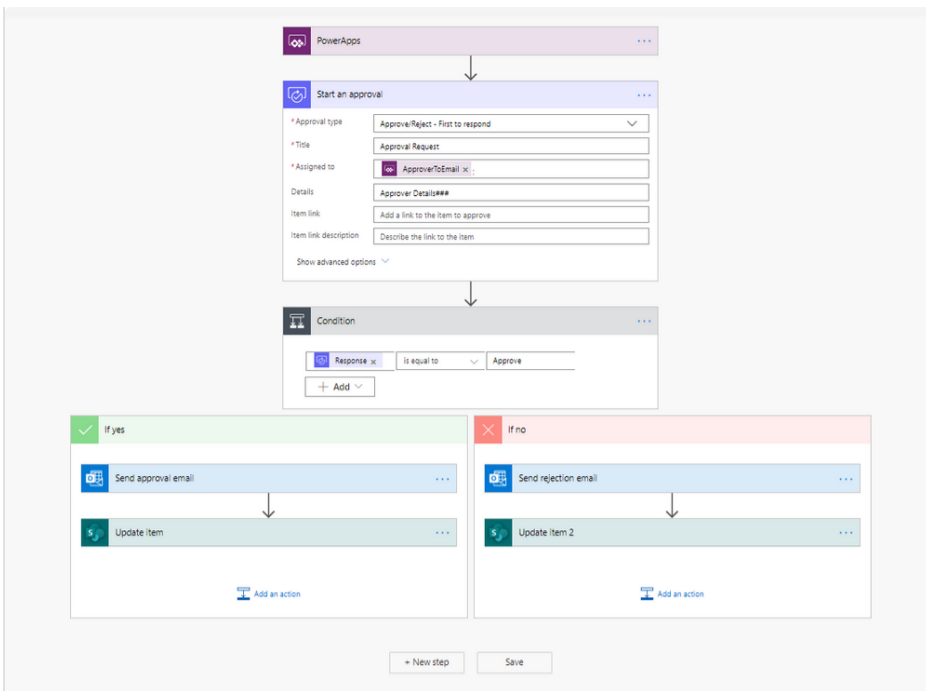 PowerApps
Start an approval
* Approval type Approve/Reject - First to respond
* Title Approval Request
* Assigned to ApproverToEmail × ;
Details Approver Details###
Item link Add a link to the item to approve
Item link description Describe the link to the item
Show advanced options
Condition
Response × is equal to Approve
+ Add
If yes If no
Send approval email Send rejection email
Update item Update item 2
Add an action Add an action
+ New step Save